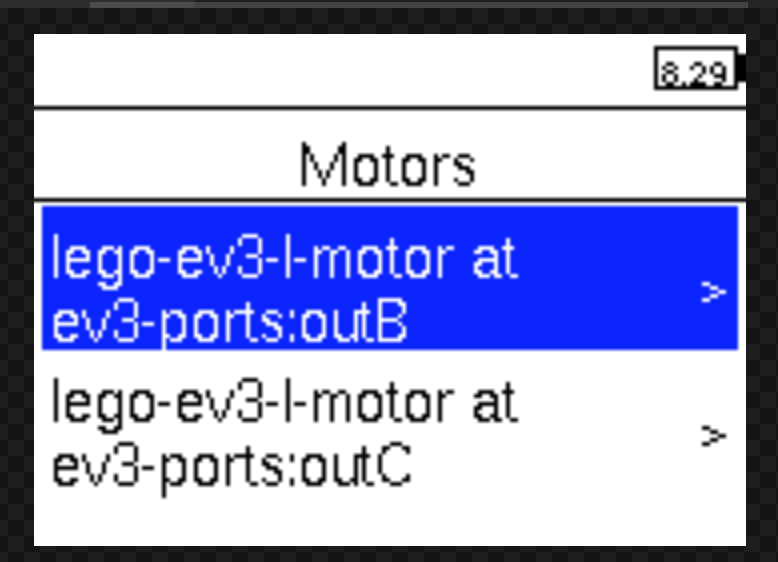 8.29
Motors
lego-ev3-l-motor at
ev3-ports:outB
>
lego-ev3-l-motor at
ev3-ports:outC
>